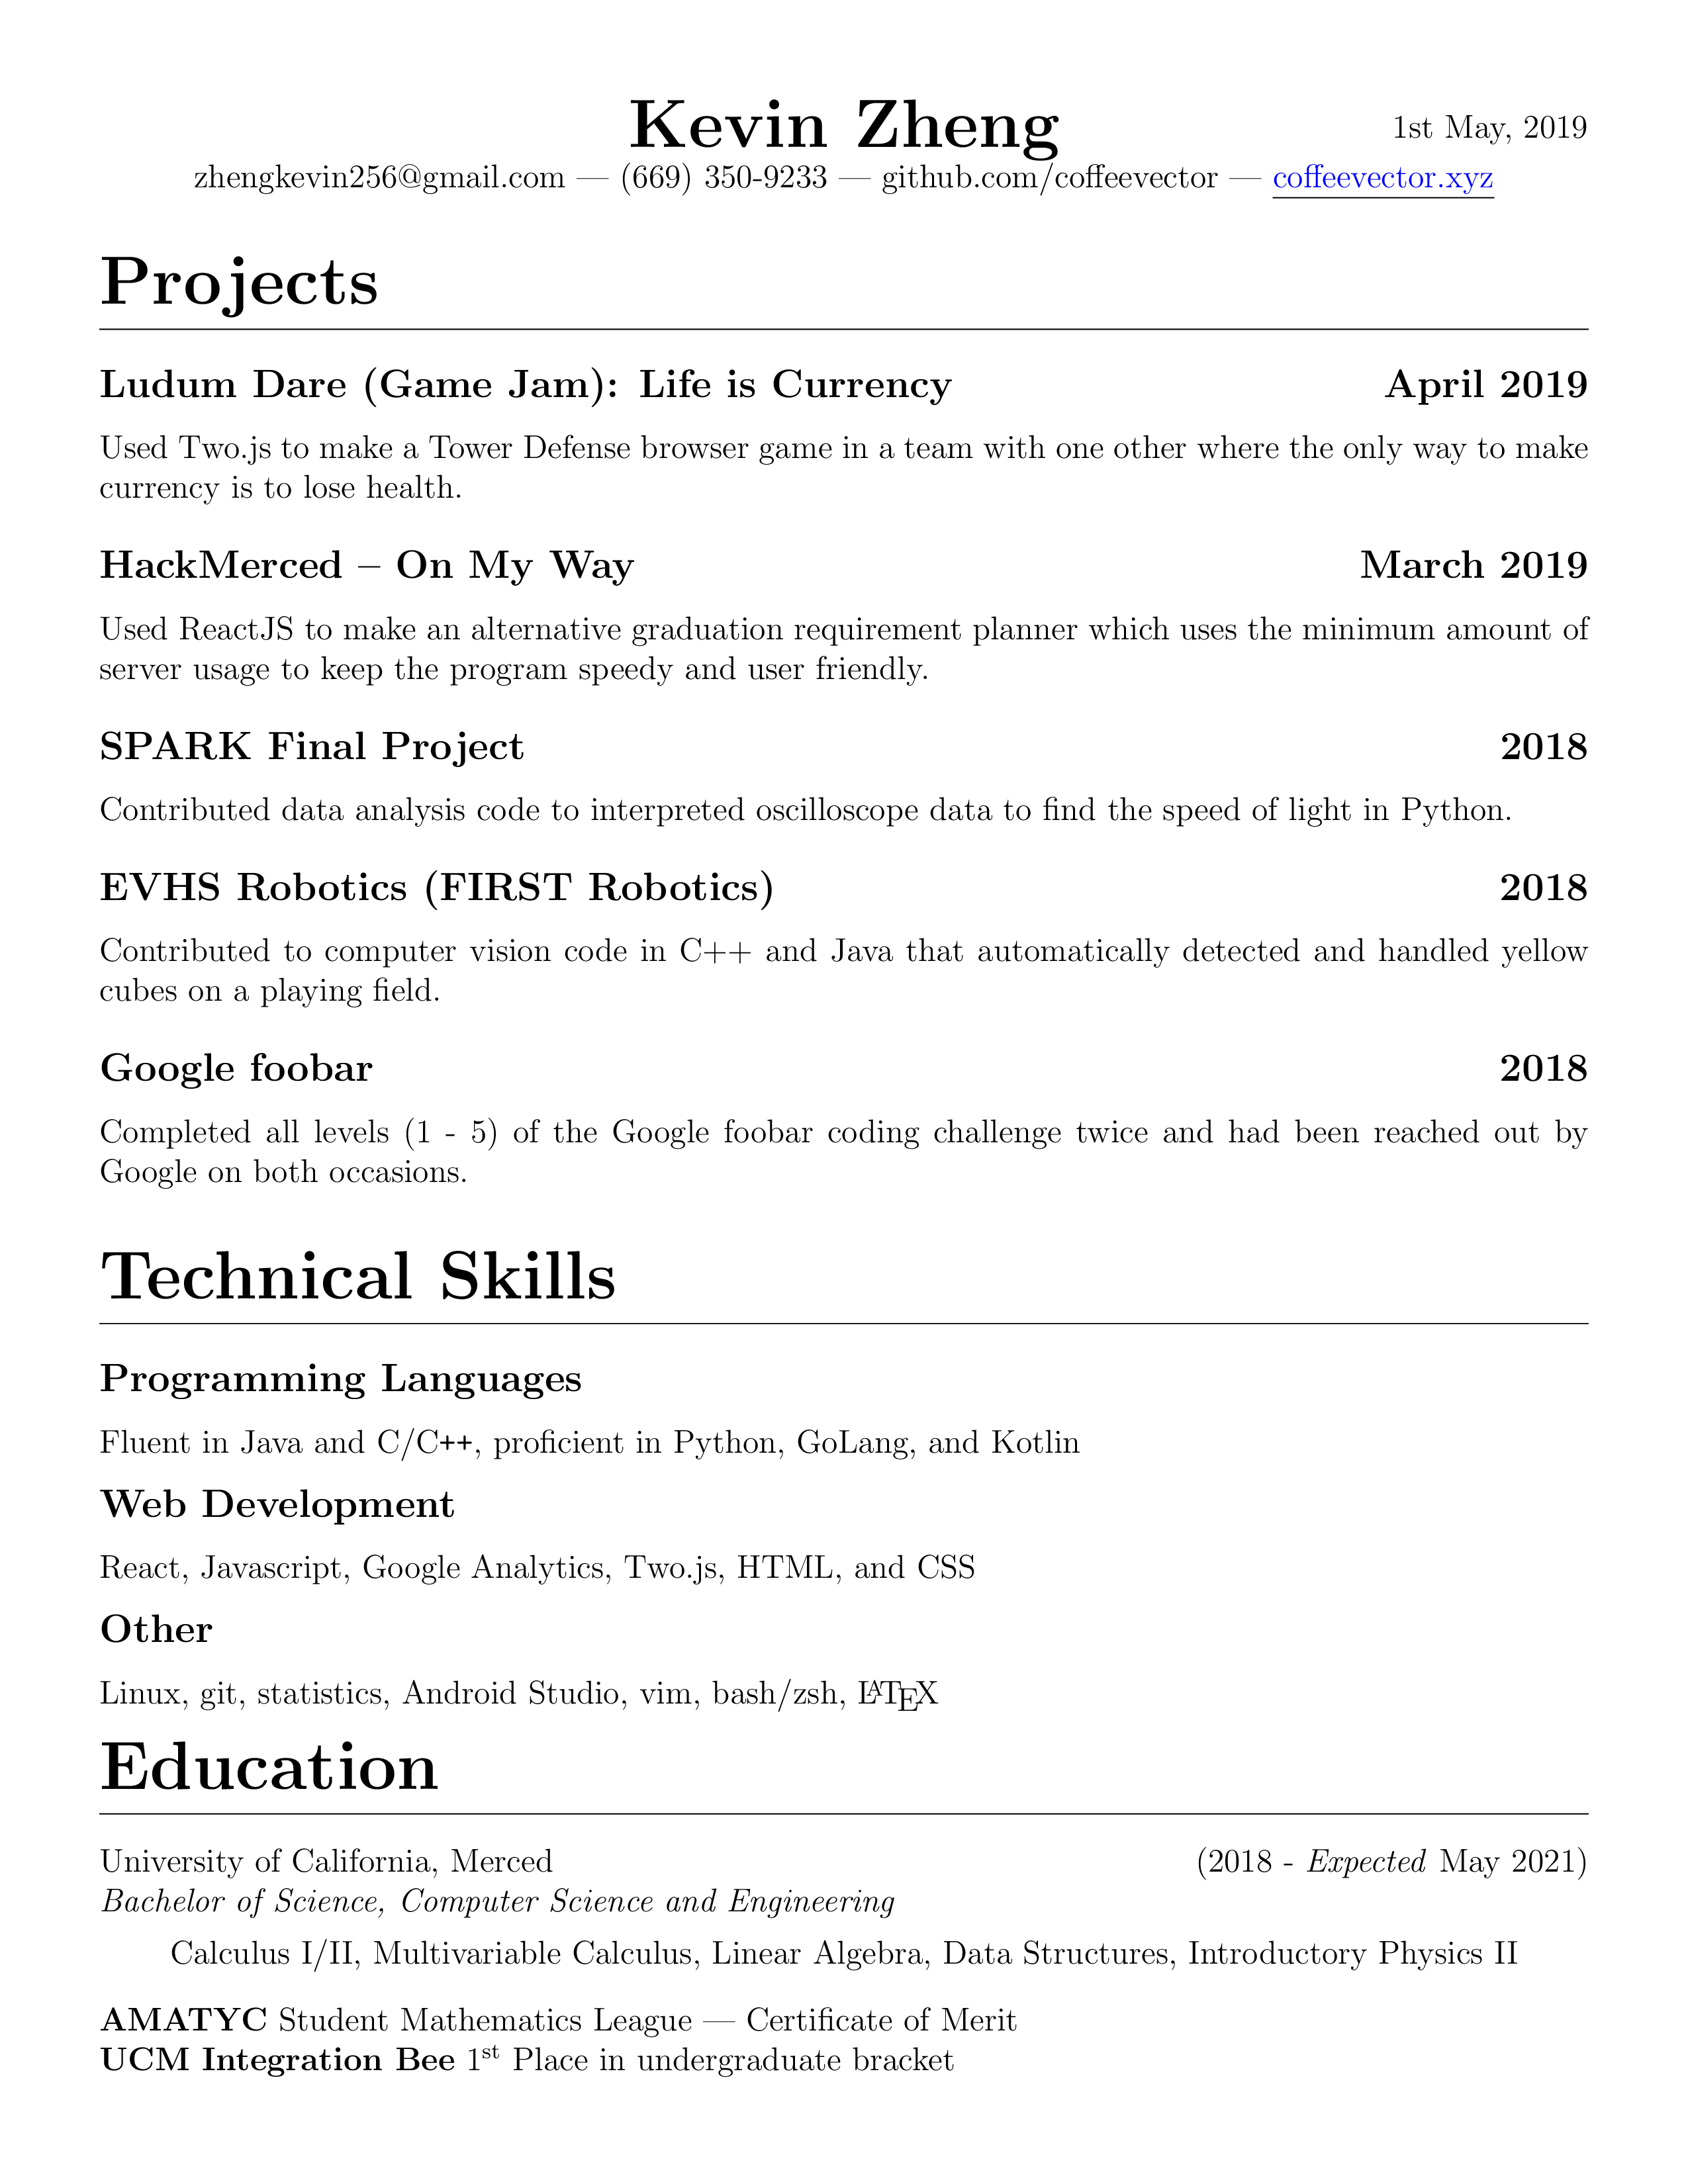 Kevin Zheng
1st May, 2019
zhengkevin256@gmail.com — (669) 350-9233 — github.com/coffeevector — coffeevector.xyz
Projects
Ludum Dare (Game Jam): Life is Currency April 2019
Used Two.js to make a Tower Defense browser game in a team with one other where the only way to make
currency is to lose health.
HackMerced – On My Way March 2019
Used ReactJS to make an alternative graduation requirement planner which uses the minimum amount of
server usage to keep the program speedy and user friendly.
SPARK Final Project 2018
Contributed data analysis code to interpreted oscilloscope data to find the speed of light in Python.
EVHS Robotics (FIRST Robotics) 2018
Contributed to computer vision code in C++ and Java that automatically detected and handled yellow
cubes on a playing field.
Google foobar 2018
Completed all levels (1 - 5) of the Google foobar coding challenge twice and had been reached out by
Google on both occasions.
Technical Skills
Programming Languages
Fluent in Java and C/C++, proficient in Python, GoLang, and Kotlin
Web Development
React, Javascript, Google Analytics, Two.js, HTML, and CSS
Other
Linux, git, statistics, Android Studio, vim, bash/zsh, LATEX
Education
University of California, Merced (2018 - Expected May 2021)
Bachelor of Science, Computer Science and Engineering
Calculus I/II, Multivariable Calculus, Linear Algebra, Data Structures, Introductory Physics II
AMATYC Student Mathematics League — Certificate of Merit
UCM Integration Bee 1st Place in undergraduate bracket